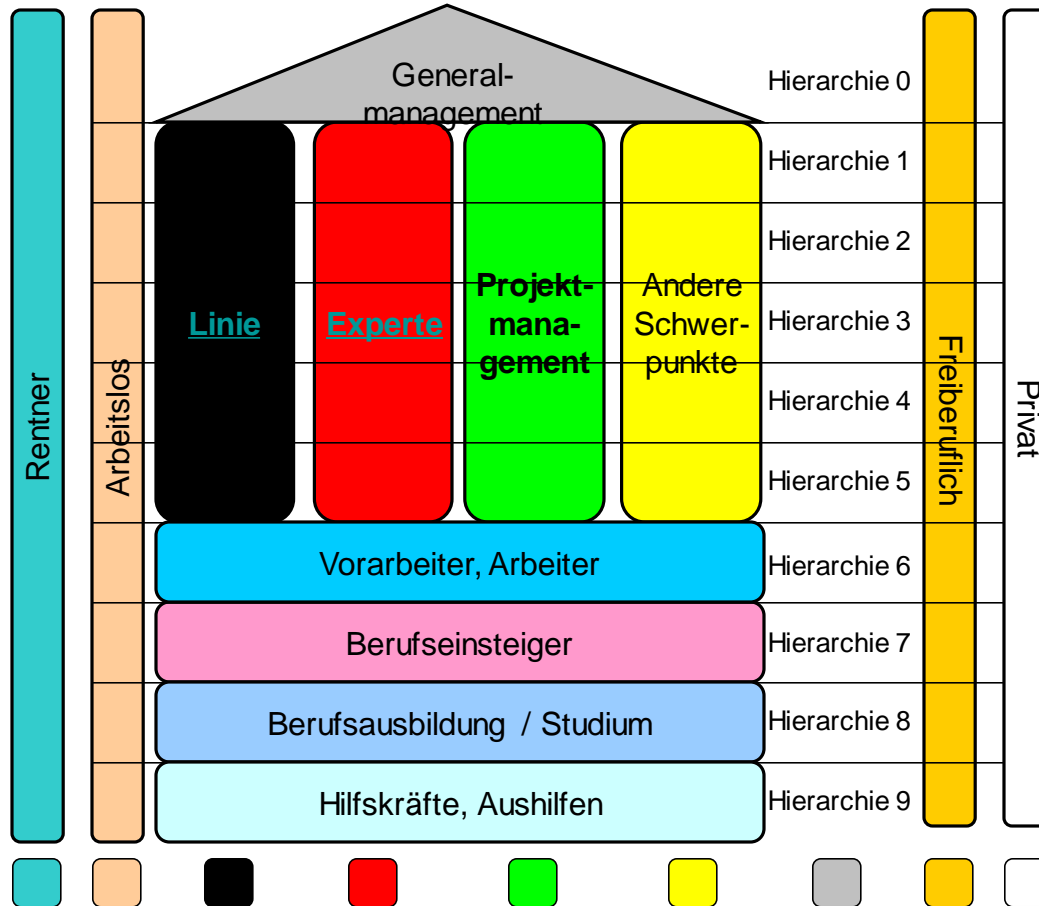 General-
management
Hierarchie 0
Hierarchie 1
Hierarchie 2
Linie
Experte
Projekt-
mana-
gement
Andere
Schwer-
punkte
Hierarchie 3
Hierarchie 4
Hierarchie 5
Rentner
Arbeitslos
Freiberuflich
Privat
Vorarbeiter, Arbeiter
Hierarchie 6
Berufseinsteiger
Hierarchie 7
Berufsausbildung / Studium
Hierarchie 8
Hilfskräfte, Aushilfen
Hierarchie 9